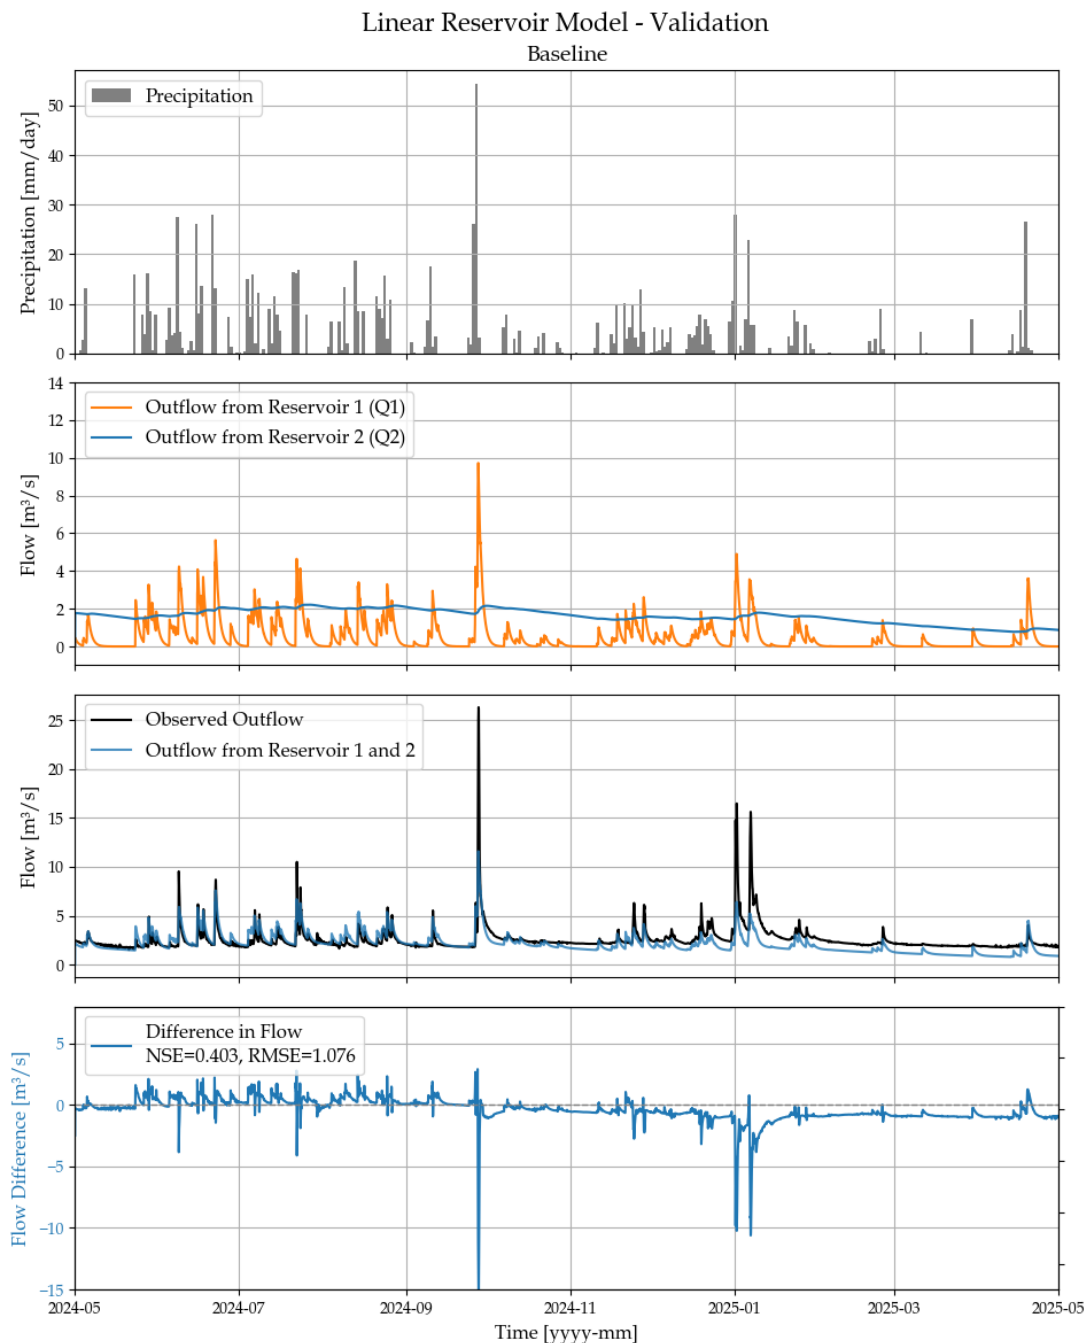 Linear Reservoir Model - Validation
Baseline
Precipitation
Precipitation [mm/day]
50
40
30
20
10
0
Outflow from Reservoir 1 (Q1)
Outflow from Reservoir 2 (Q2)
Flow [m³/s]
14
12
10
8
6
4
2
0
Observed Outflow
Outflow from Reservoir 1 and 2
Flow [m³/s]
25
20
15
10
5
0
Difference in Flow
NSE=0.403, RMSE=1.076
Flow Difference [m³/s]
5
0
−5
−10
−15
2024-05 2024-07 2024-09 2024-11 2025-01 2025-03 2025-05
Time [yyyy-mm]